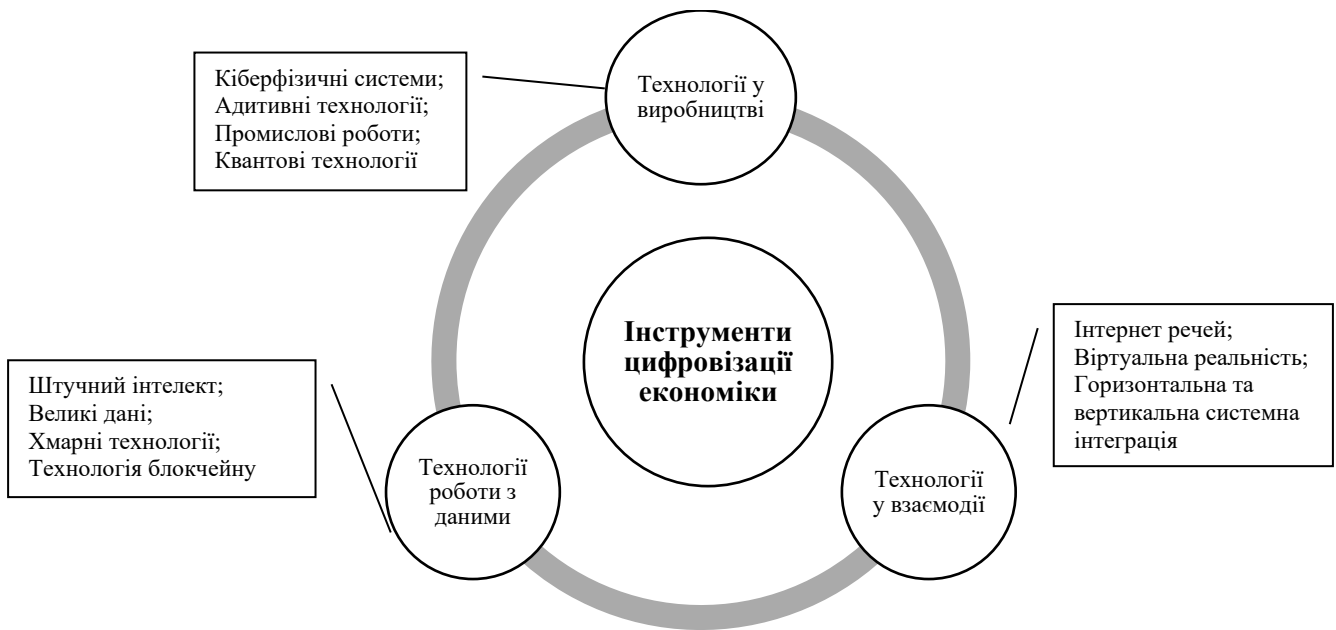 Кіберфізичні системи;
Адитивні технології;
Промислові роботи;
Квантові технології
Технології у
виробництві
Інструменти
цифровізації
економіки
Інтернет речей;
Віртуальна реальність;
Горизонтальна та
вертикальна системна
інтеграція
Штучний інтелект;
Великі дані;
Хмарні технології;
Технологія блокчейну
Технології
роботи з
даними
Технології
у взаємодії